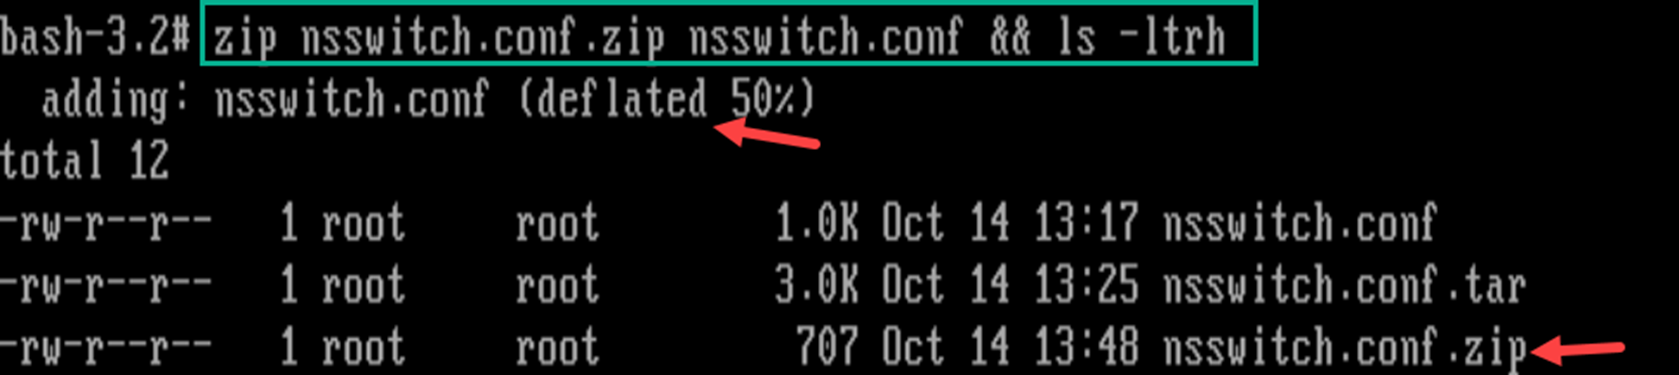 bash-3.2# zip nsswitch.conf.zip nsswitch.conf && ls -ltrh
adding: nsswitch.conf (deflated 50%)
total 12
-rw-r--r-- 1 root root 1.0K Oct 14 13:17 nsswitch.conf
-rw-r--r-- 1 root root 3.0K Oct 14 13:25 nsswitch.conf.tar
-rw-r--r-- 1 root root 707 Oct 14 13:48 nsswitch.conf.zip